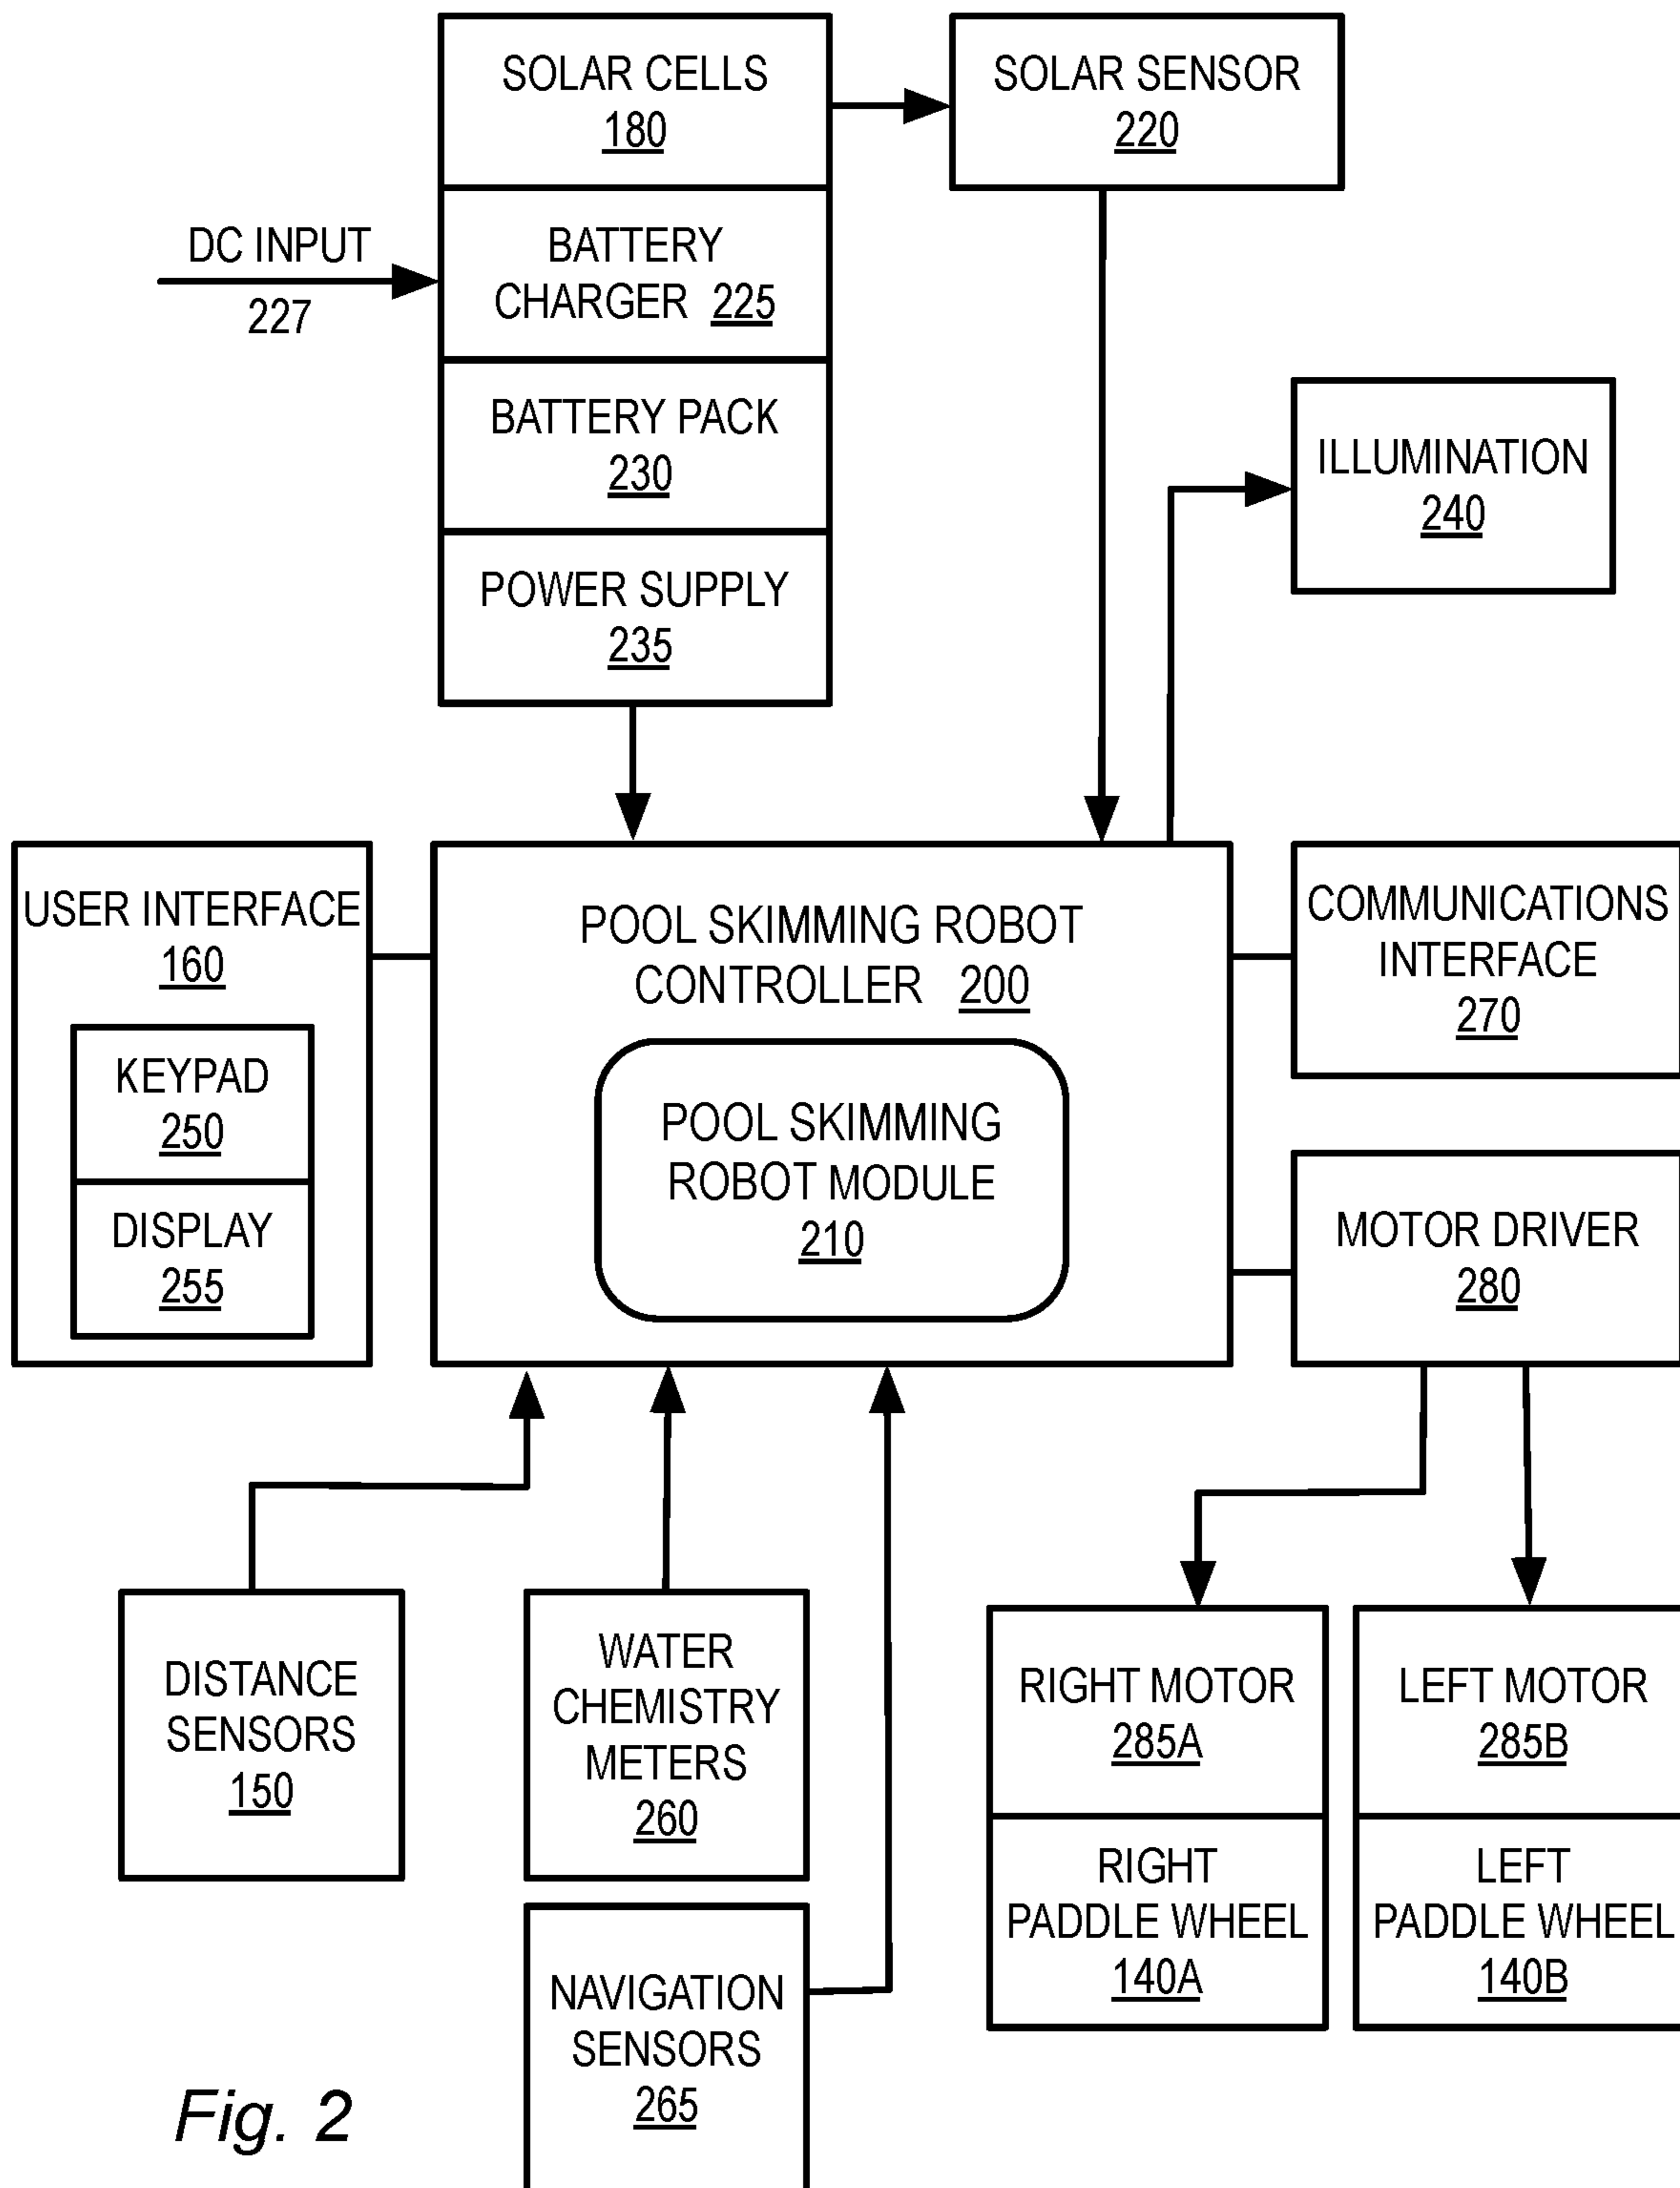 SOLAR CELLS
180
SOLAR SENSOR
220
DC INPUT
227
BATTERY
CHARGER 225
BATTERY PACK
230
POWER SUPPLY
235
ILLUMINATION
240
USER INTERFACE
160
KEYPAD
250
DISPLAY
255
POOL SKIMMING ROBOT
CONTROLLER 200
POOL SKIMMING
ROBOT MODULE
210
COMMUNICATIONS
INTERFACE
270
MOTOR DRIVER
280
DISTANCE
SENSORS
150
WATER
CHEMISTRY
METERS
260
NAVIGATION
SENSORS
265
RIGHT MOTOR
285A
RIGHT
PADDLE WHEEL
140A
LEFT MOTOR
285B
LEFT
PADDLE WHEEL
140B
Fig. 2